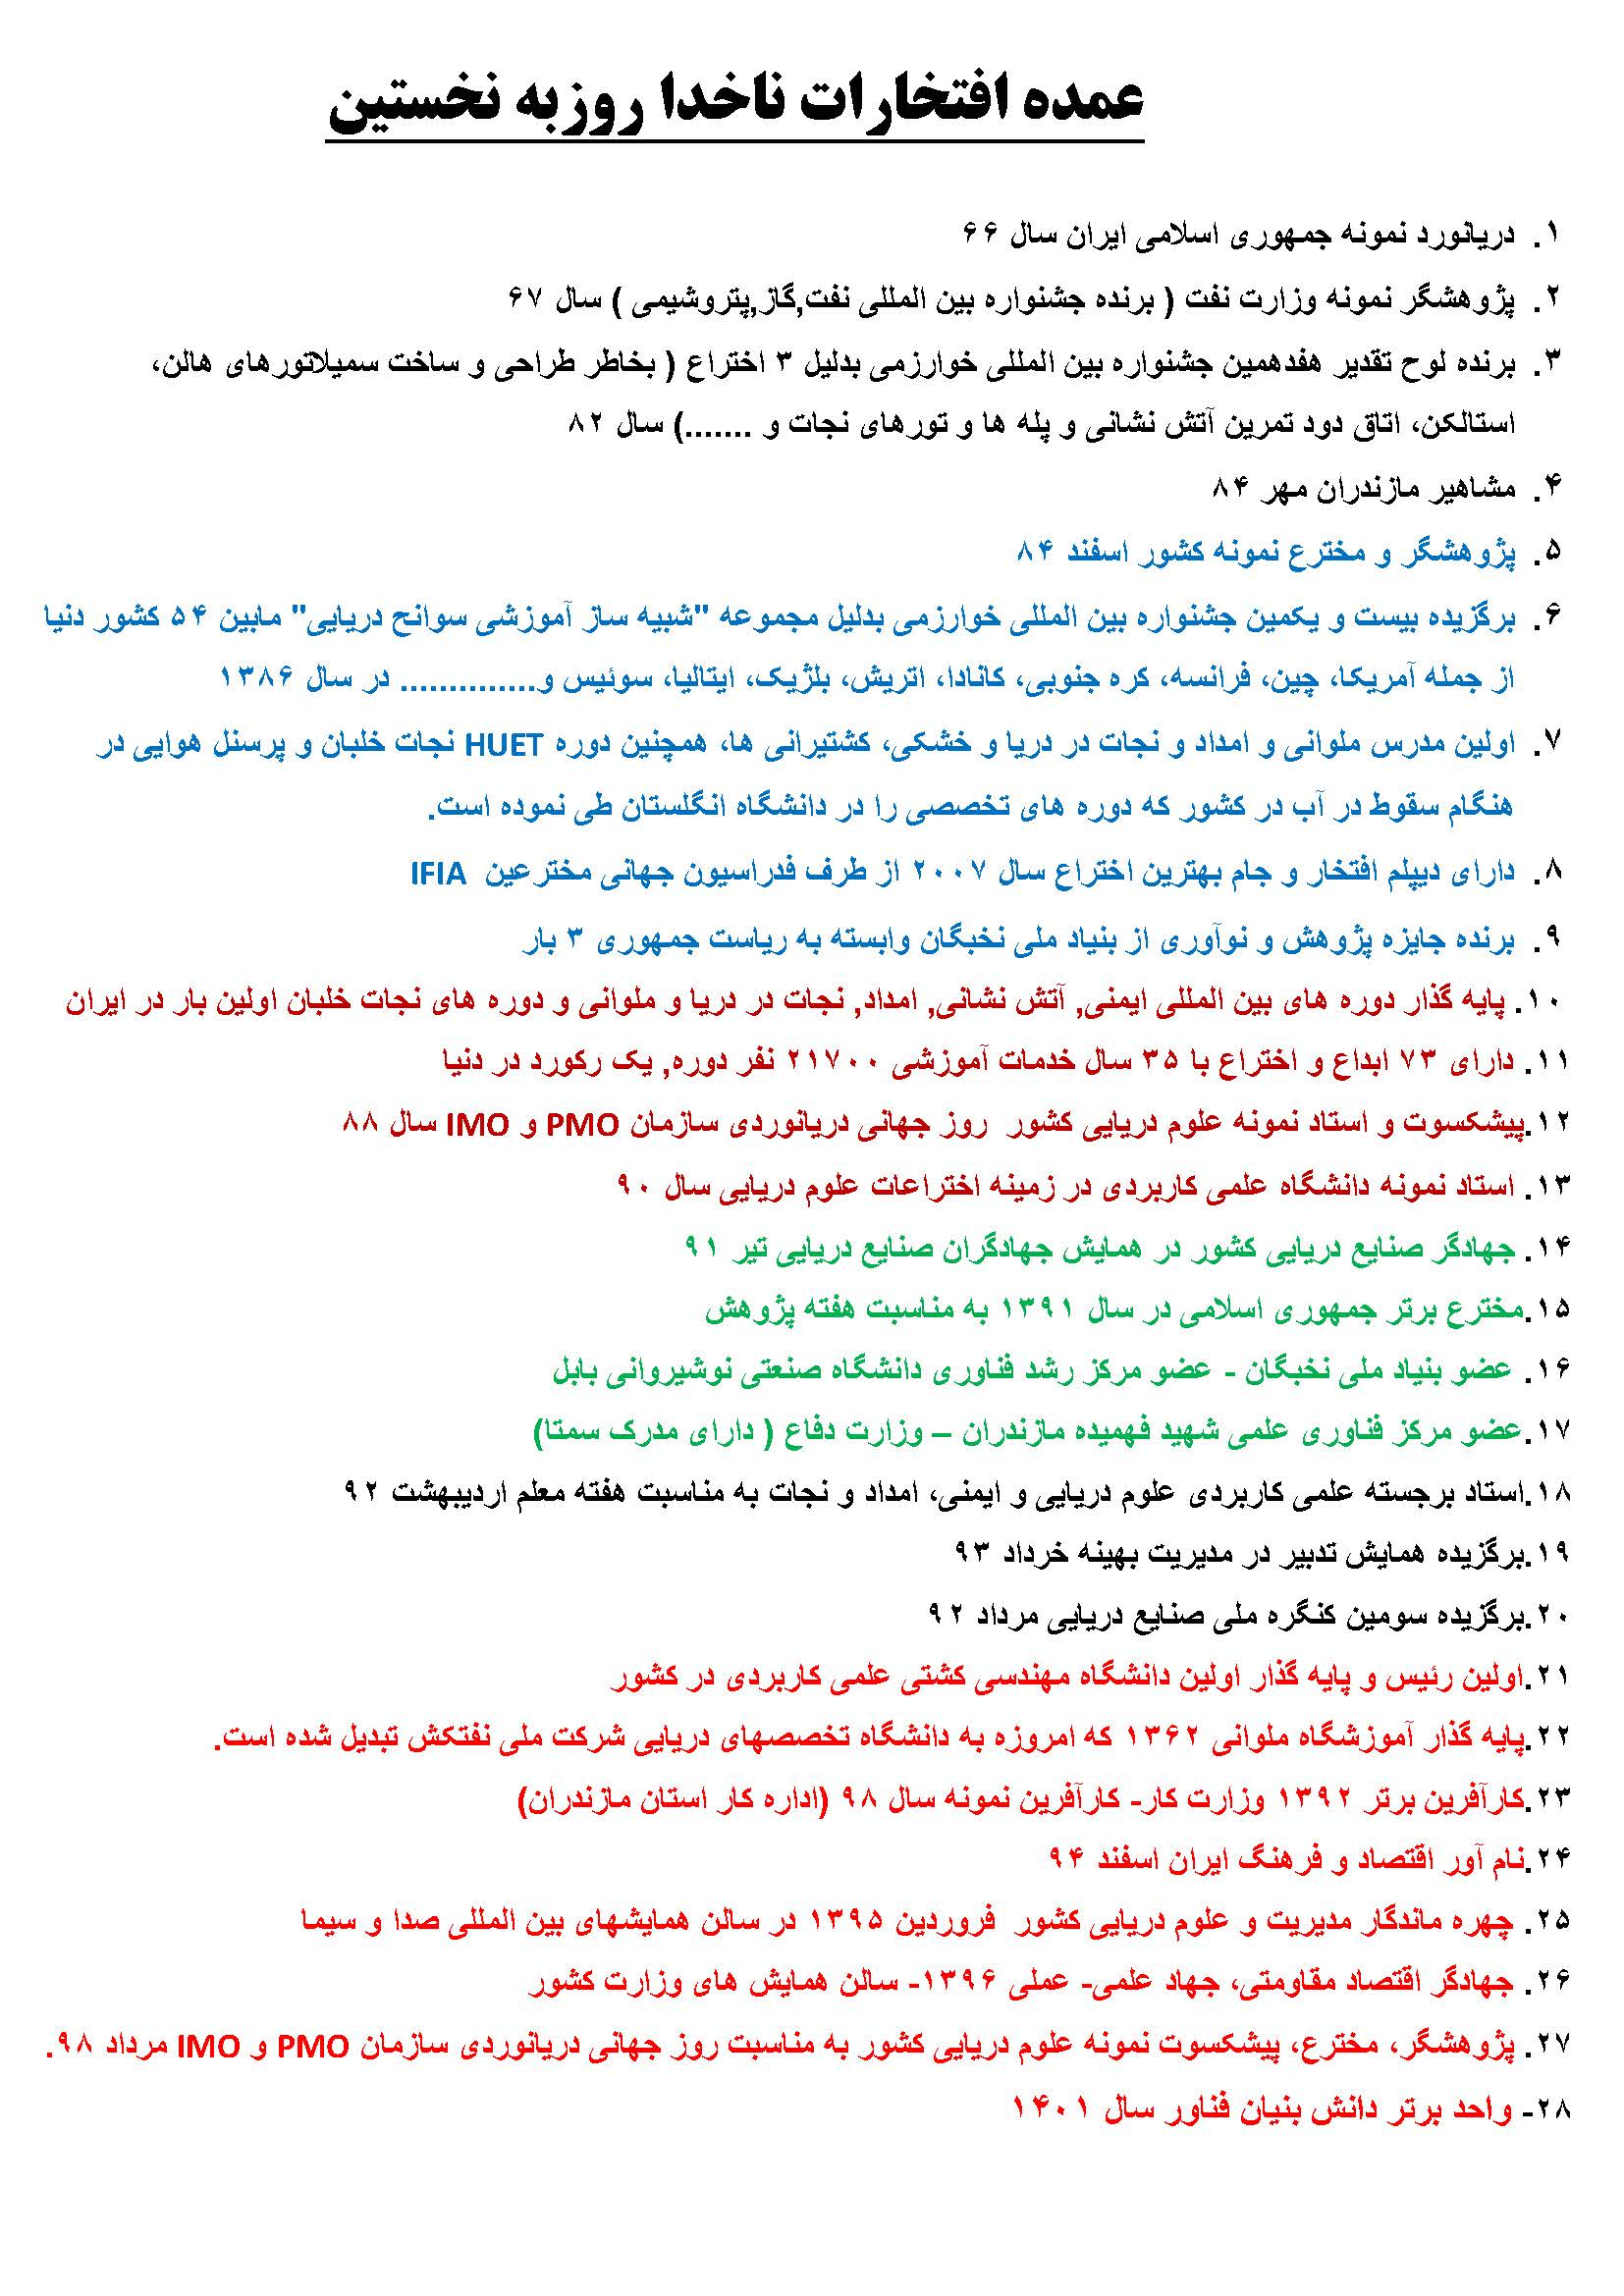 عمده افتخارات ناخدا روزبه نخستین
۱. دریانورد نمونه جمهوری اسلامی ایران سال ۶۶
۲. پژوهشگر نمونه وزارت نفت ( برنده جشنواره بین المللی نفت,گاز,پتروشیمی ) سال ۶۷
۳. برنده لوح تقدیر هفدهمین جشنواره بین المللی خوارزمی بدلیل ۳ اختراع ( بخاطر طراحی و ساخت سمیلاتورهای هالن،
استالکن، اتاق دود تمرین آتش نشانی و پله ها و تورهای نجات و .......) سال ۸۲
۴. مشاهیر مازندران مهر ۸۴
۵. پژوهشگر و مخترع نمونه کشور اسفند ۸۴
۶. برگزیده بیست و یکمین جشنواره بین المللی خوارزمی بدلیل مجموعه "شبیه ساز آموزشی سوانح دریایی" مابین ۵۴ کشور دنیا
از جمله آمریکا، چین، فرانسه، کره جنوبی، کانادا، اتریش، بلژیک، ایتالیا، سوئیس و.............. در سال ۱۳۸۶
۷. اولین مدرس ملوانی و امداد و نجات در دریا و خشکی، کشتیرانی ها، همچنین دوره HUET نجات خلبان و پرسنل هوایی در
هنگام سقوط در آب در کشور که دوره های تخصصی را در دانشگاه انگلستان طی نموده است.
۸. دارای دیپلم افتخار و جام بهترین اختراع سال ۲۰۰۷ از طرف فدراسیون جهانی مخترعین IFIA
۹. برنده جایزه پژوهش و نوآوری از بنیاد ملی نخبگان وابسته به ریاست جمهوری ۳ بار
۱۰. پایه گذار دوره های بین المللی ایمنی, آتش نشانی, امداد, نجات در دریا و ملوانی و دوره های نجات خلبان اولین بار در ایران
۱۱. دارای ۷۳ ابداع و اختراع با ۳۵ سال خدمات آموزشی ۲۱۷۰۰ نفر دوره, یک رکورد در دنیا
۱۲.پیشکسوت و استاد نمونه علوم دریایی کشور روز جهانی دریانوردی سازمان PMO و IMO سال ۸۸
۱۳. استاد نمونه دانشگاه علمی کاربردی در زمینه اختراعات علوم دریایی سال ۹۰
۱۴. جهادگر صنایع دریایی کشور در همایش جهادگران صنایع دریایی تیر ۹۱
۱۵.مخترع برتر جمهوری اسلامی در سال ۱۳۹۱ به مناسبت هفته پژوهش
۱۶. عضو بنیاد ملی نخبگان - عضو مرکز رشد فناوری دانشگاه صنعتی نوشیروانی بابل
۱۷.عضو مرکز فناوری علمی شهید فهمیده مازندران – وزارت دفاع ( دارای مدرک سمتا)
۱۸.استاد برجسته علمی کاربردی علوم دریایی و ایمنی، امداد و نجات به مناسبت هفته معلم اردیبهشت ۹۲
۱۹.برگزیده همایش تدبیر در مدیریت بهینه خرداد ۹۳
۲۰.برگزیده سومین کنگره ملی صنایع دریایی مرداد ۹۲
۲۱.اولین رئیس و پایه گذار اولین دانشگاه مهندسی کشتی علمی کاربردی در کشور
۲۲.پایه گذار آموزشگاه ملوانی ۱۳۶۲ که امروزه به دانشگاه تخصصهای دریایی شرکت ملی نفتکش تبدیل شده است.
۲۳.کارآفرین برتر ۱۳۹۲ وزارت کار- کارآفرین نمونه سال ۹۸ (اداره کار استان مازندران)
۲۴.نام آور اقتصاد و فرهنگ ایران اسفند ۹۴
۲۵. چهره ماندگار مدیریت و علوم دریایی کشور فروردین ۱۳۹۵ در سالن همایشهای بین المللی صدا و سیما
۲۶. جهادگر اقتصاد مقاومتی، جهاد علمی- عملی ۱۳۹۶- سالن همایش های وزارت کشور
۲۷. پژوهشگر، مخترع، پیشکسوت نمونه علوم دریایی کشور به مناسبت روز جهانی دریانوردی سازمان PMO و IMO مرداد ۹۸.
۲۸- واحد برتر دانش بنیان فناور سال ۱۴۰۱